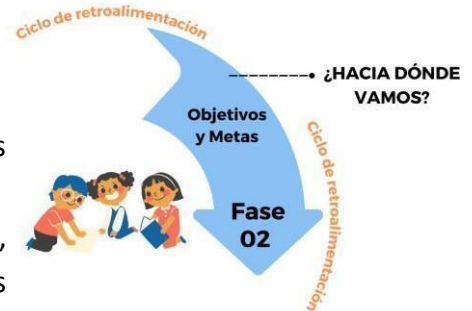 Ciclo de retroalimentación
¿HACIA DÓNDE
VAMOS?
Objetivos
y Metas
Ciclo de retroalimentación
s
Fase
02
,
s